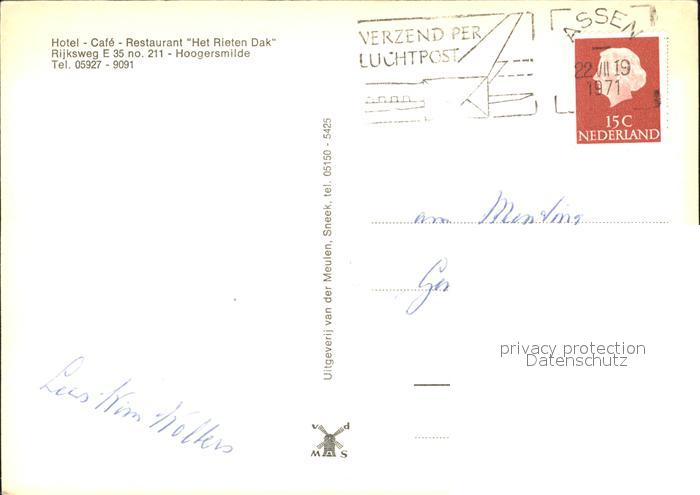 Hotel - Café - Restaurant "Het Rieten Dak"
Rijksweg E 35 no. 211 - Hoogersmilde
Tel. 05927 - 9091
VERZEND PER
LUCHTPOST
ASSEN
22 VII 19
1971
15 C
NEDERLAND
Uitgeverij van der Meulen, Sneek, tel. 05150 - 5425
privacy protection
Datenschutz
v d
M S